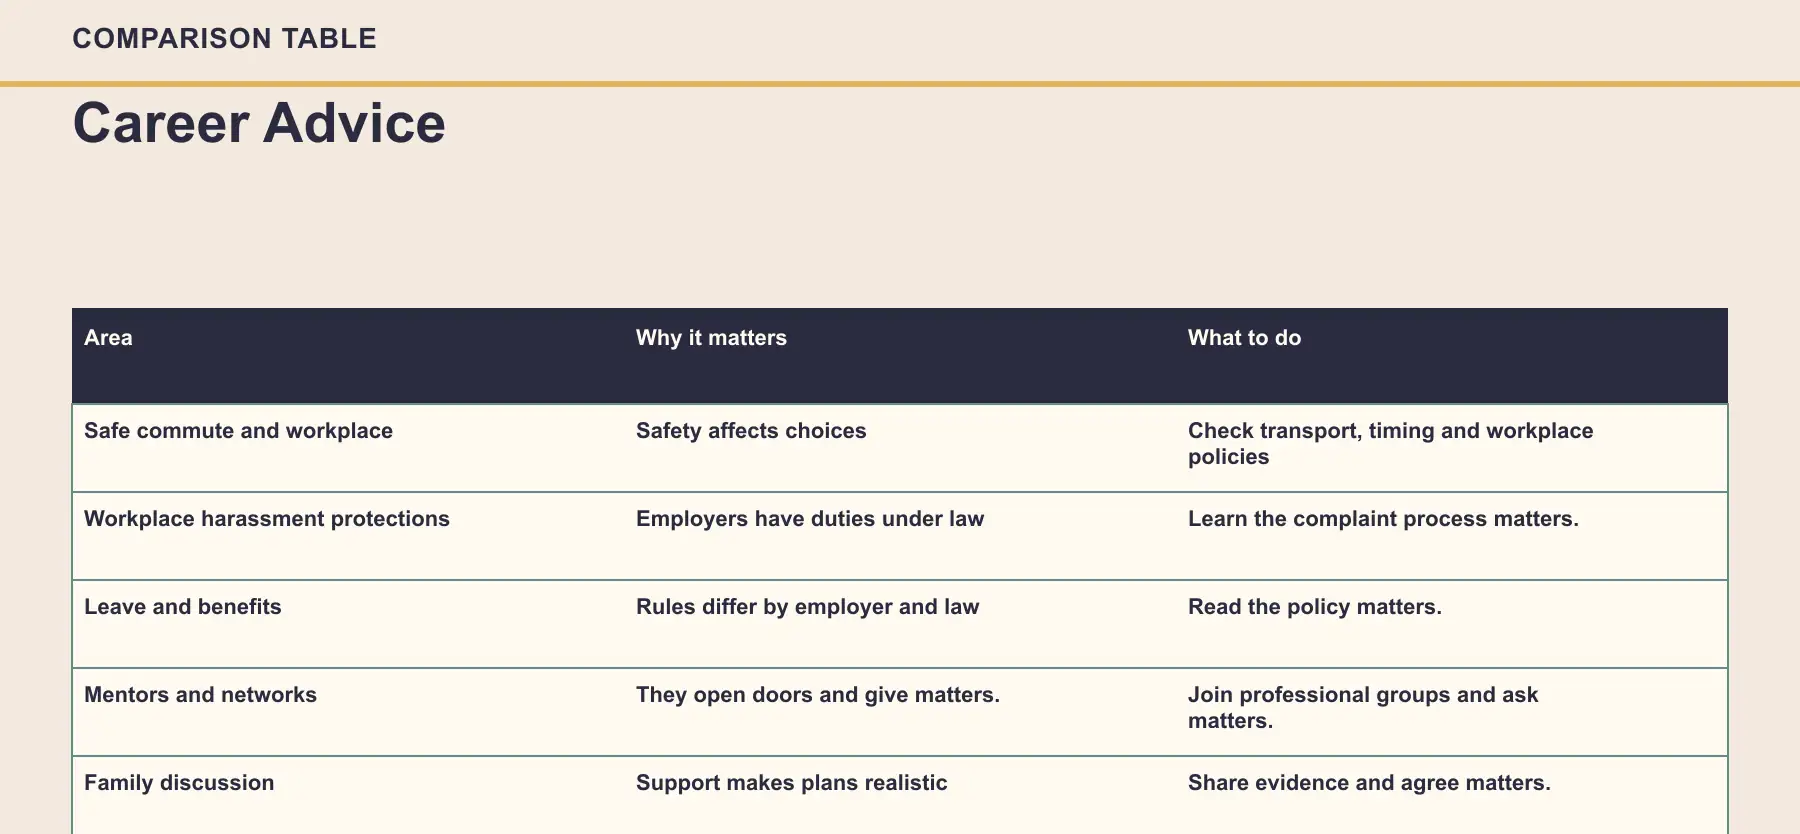 COMPARISON TABLE
Career Advice
Area Why it matters What to do
Safe commute and workplace Safety affects choices Check transport, timing and workplace
policies
Workplace harassment protections Employers have duties under law Learn the complaint process matters.
Leave and benefits Rules differ by employer and law Read the policy matters.
Mentors and networks They open doors and give matters. Join professional groups and ask
matters.
Family discussion Support makes plans realistic Share evidence and agree matters.